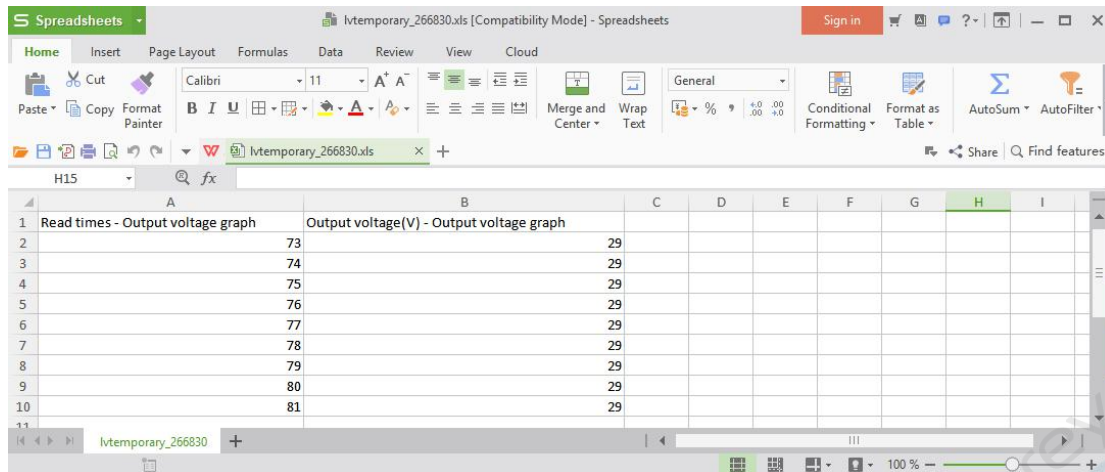 Spreadsheets
lvtemporary_266830.xls [Compatibility Mode] - Spreadsheets
Sign in
Home Insert Page Layout Formulas Data Review View Cloud
Cut Calibri 11 General
Paste Copy Format Painter B I U Merge and Center Wrap Text Conditional Formatting Format as Table AutoSum AutoFilter
lvtemporary_266830.xls Share Find features
H15 fx
A B C D E F G H I
1 Read times - Output voltage graph Output voltage(V) - Output voltage graph
2 73 29
3 74 29
4 75 29
5 76 29
6 77 29
7 78 29
8 79 29
9 80 29
10 81 29
11
lvtemporary_266830
100 %